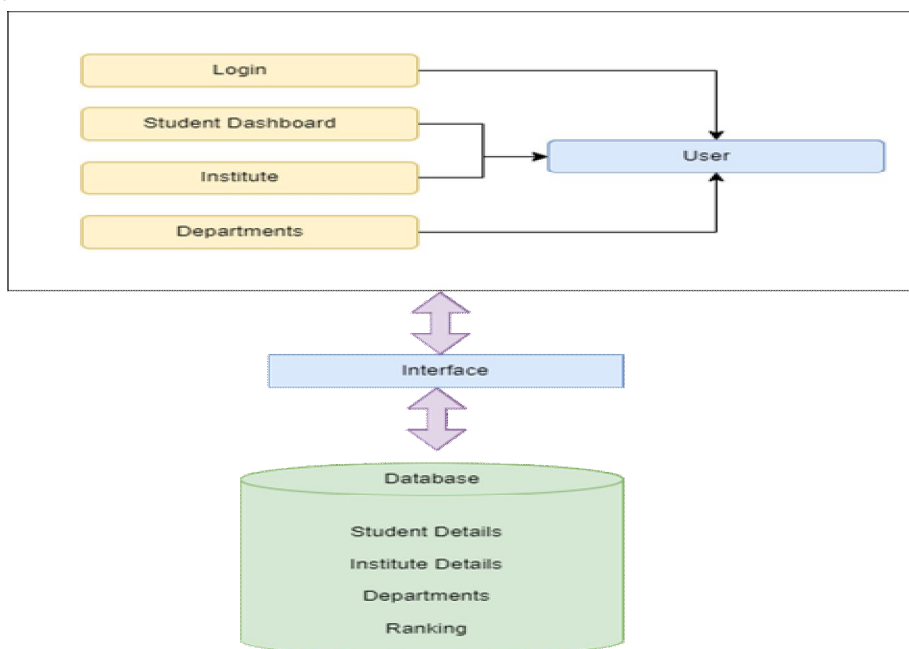 Login
Student Dashboard
User
Institute
Departments
Interface
Database
Student Details
Institute Details
Departments
Ranking